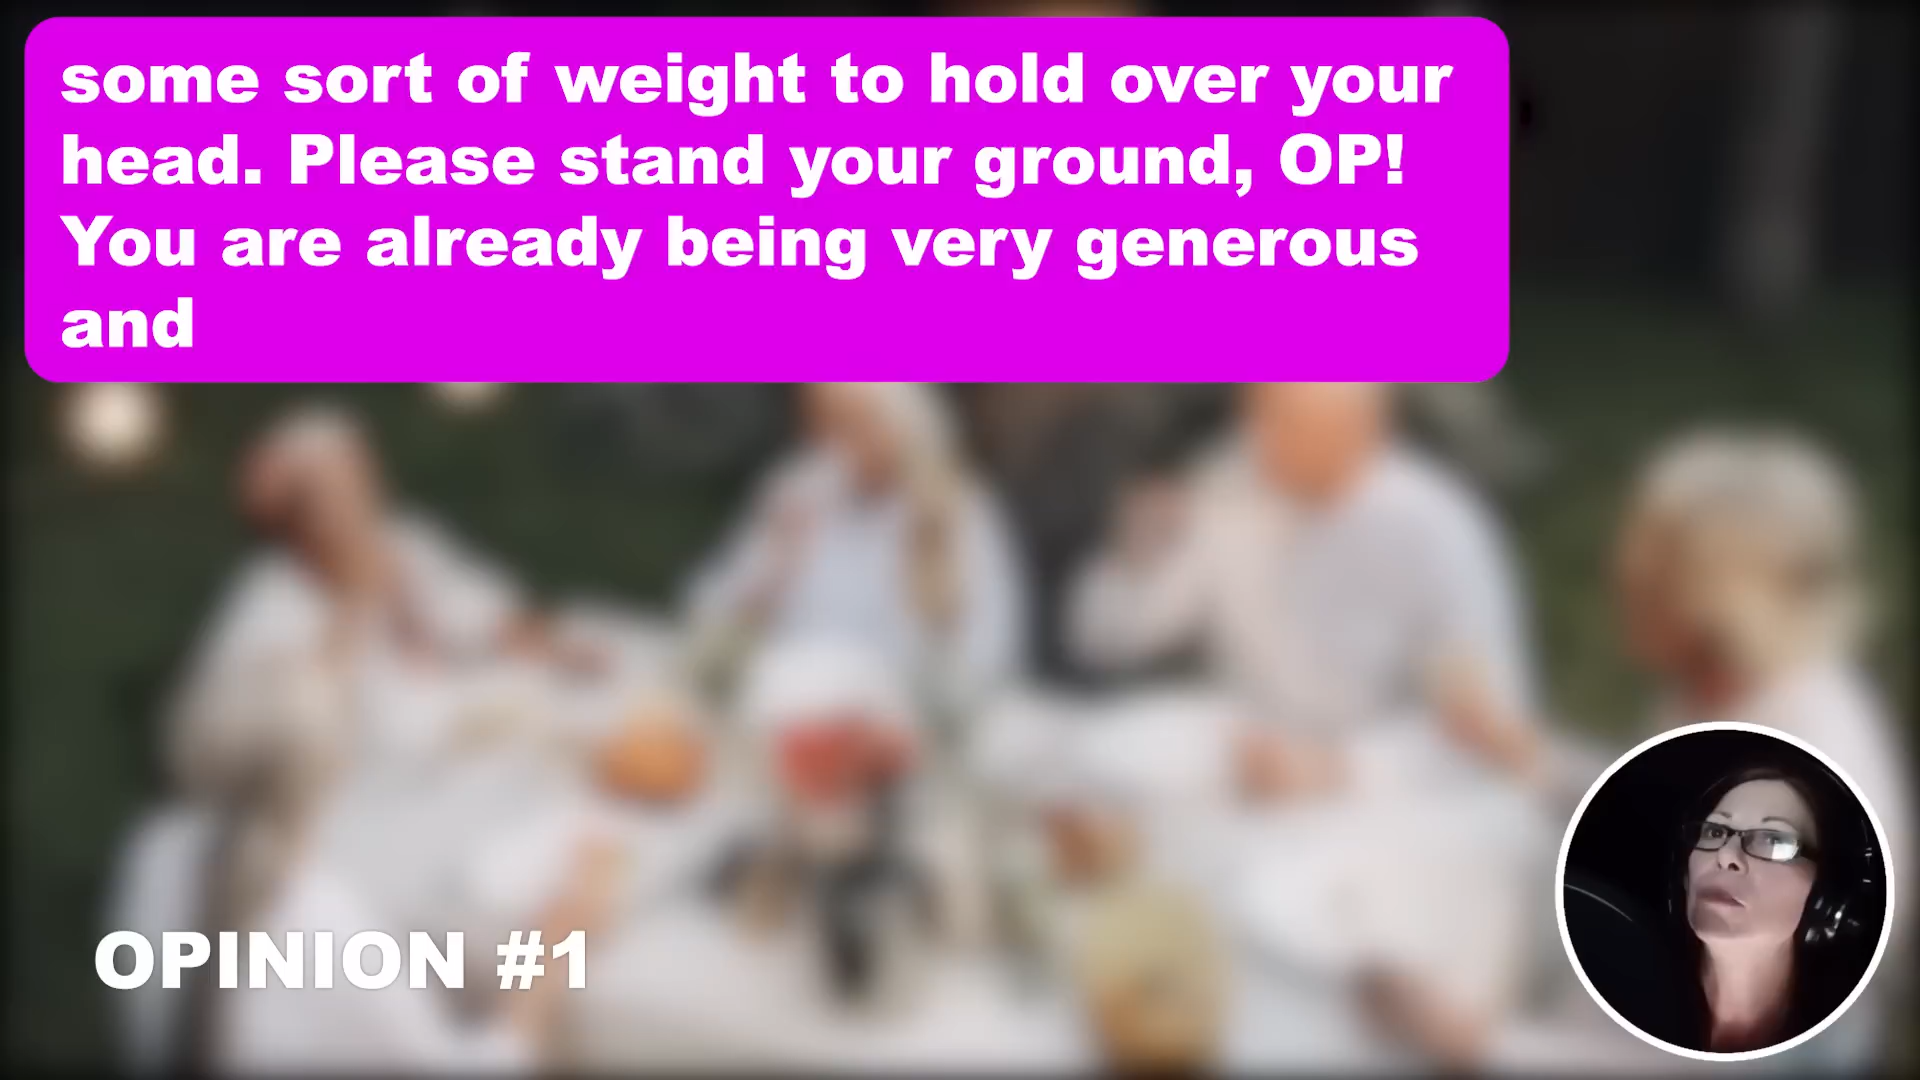 some sort of weight to hold over your
head. Please stand your ground, OP!
You are already being very generous
and
OPINION #1